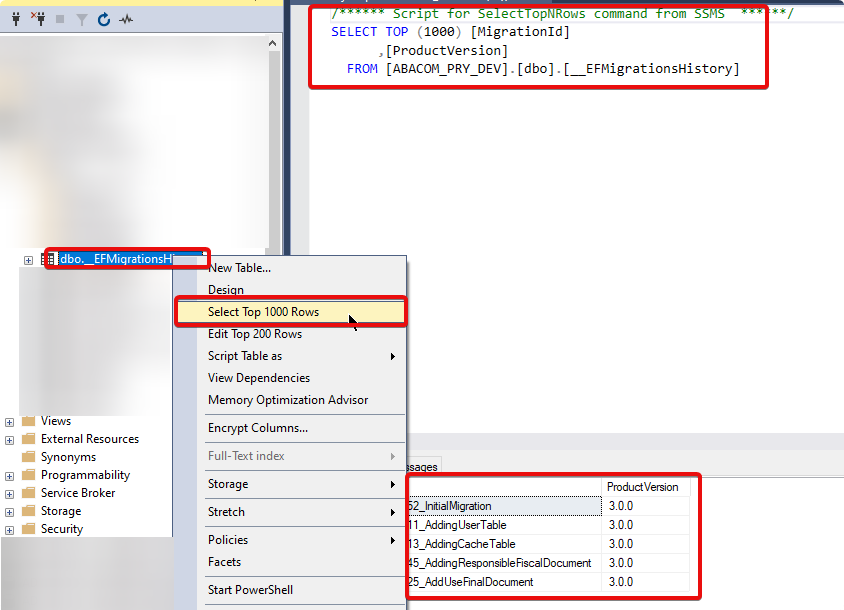 /****** Script for SelectTopNRows command from SSMS ******/
SELECT TOP (1000) [MigrationId]
,[ProductVersion]
FROM [ABACOM_PRY_DEV].[dbo].[__EFMigrationsHistory]
dbo.__EFMigrationsHi
New Table...
Design
Select Top 1000 Rows
Edit Top 200 Rows
Script Table as
View Dependencies
Memory Optimization Advisor
Encrypt Columns...
Full-Text index
Storage
Stretch
Policies
Facets
Start PowerShell
Views
External Resources
Synonyms
Programmability
Service Broker
Storage
Security
ssages
ProductVersion
52_InitialMigration 3.0.0
11_AddingUserTable 3.0.0
13_AddingCacheTable 3.0.0
45_AddingResponsibleFiscalDocument 3.0.0
25_AddUseFinalDocument 3.0.0